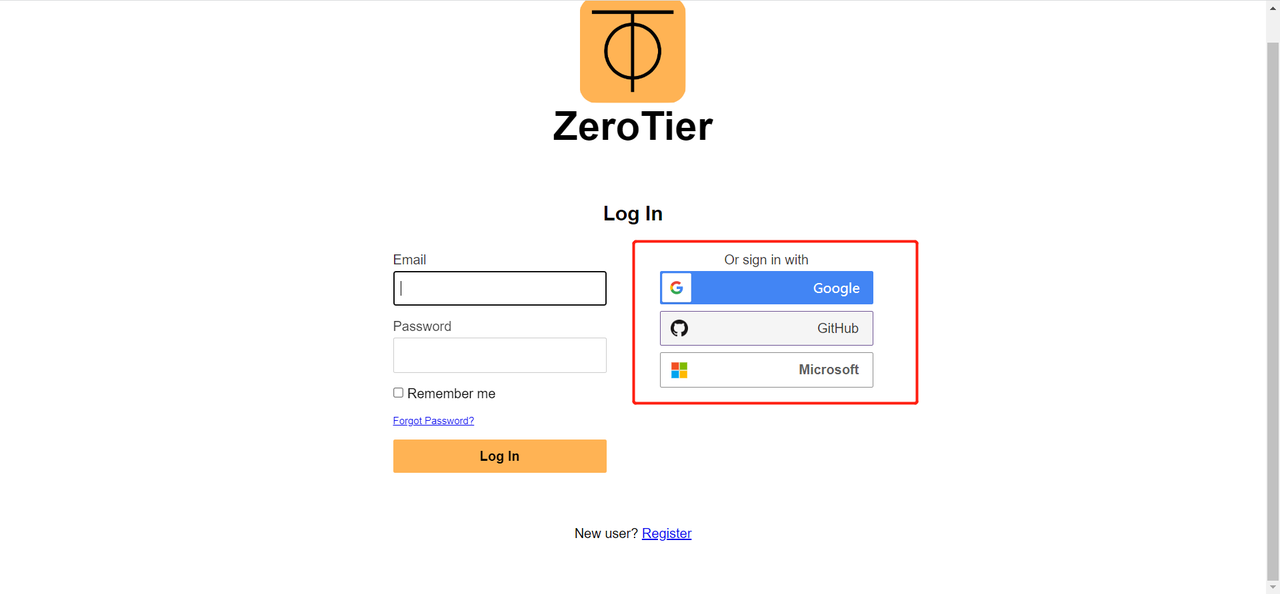 ZeroTier
Log In
Email
Password
Remember me
Forgot Password?
Log In
Or sign in with
Google
GitHub
Microsoft
New user? Register